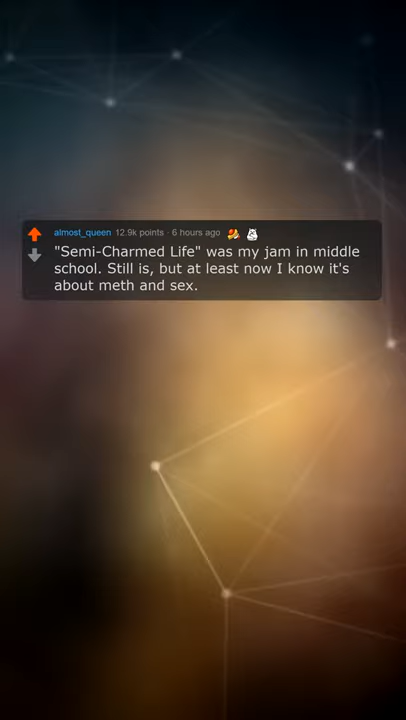 almost_queen 12.9k points · 6 hours ago
"Semi-Charmed Life" was my jam in middle
school. Still is, but at least now I know it's
about meth and sex.